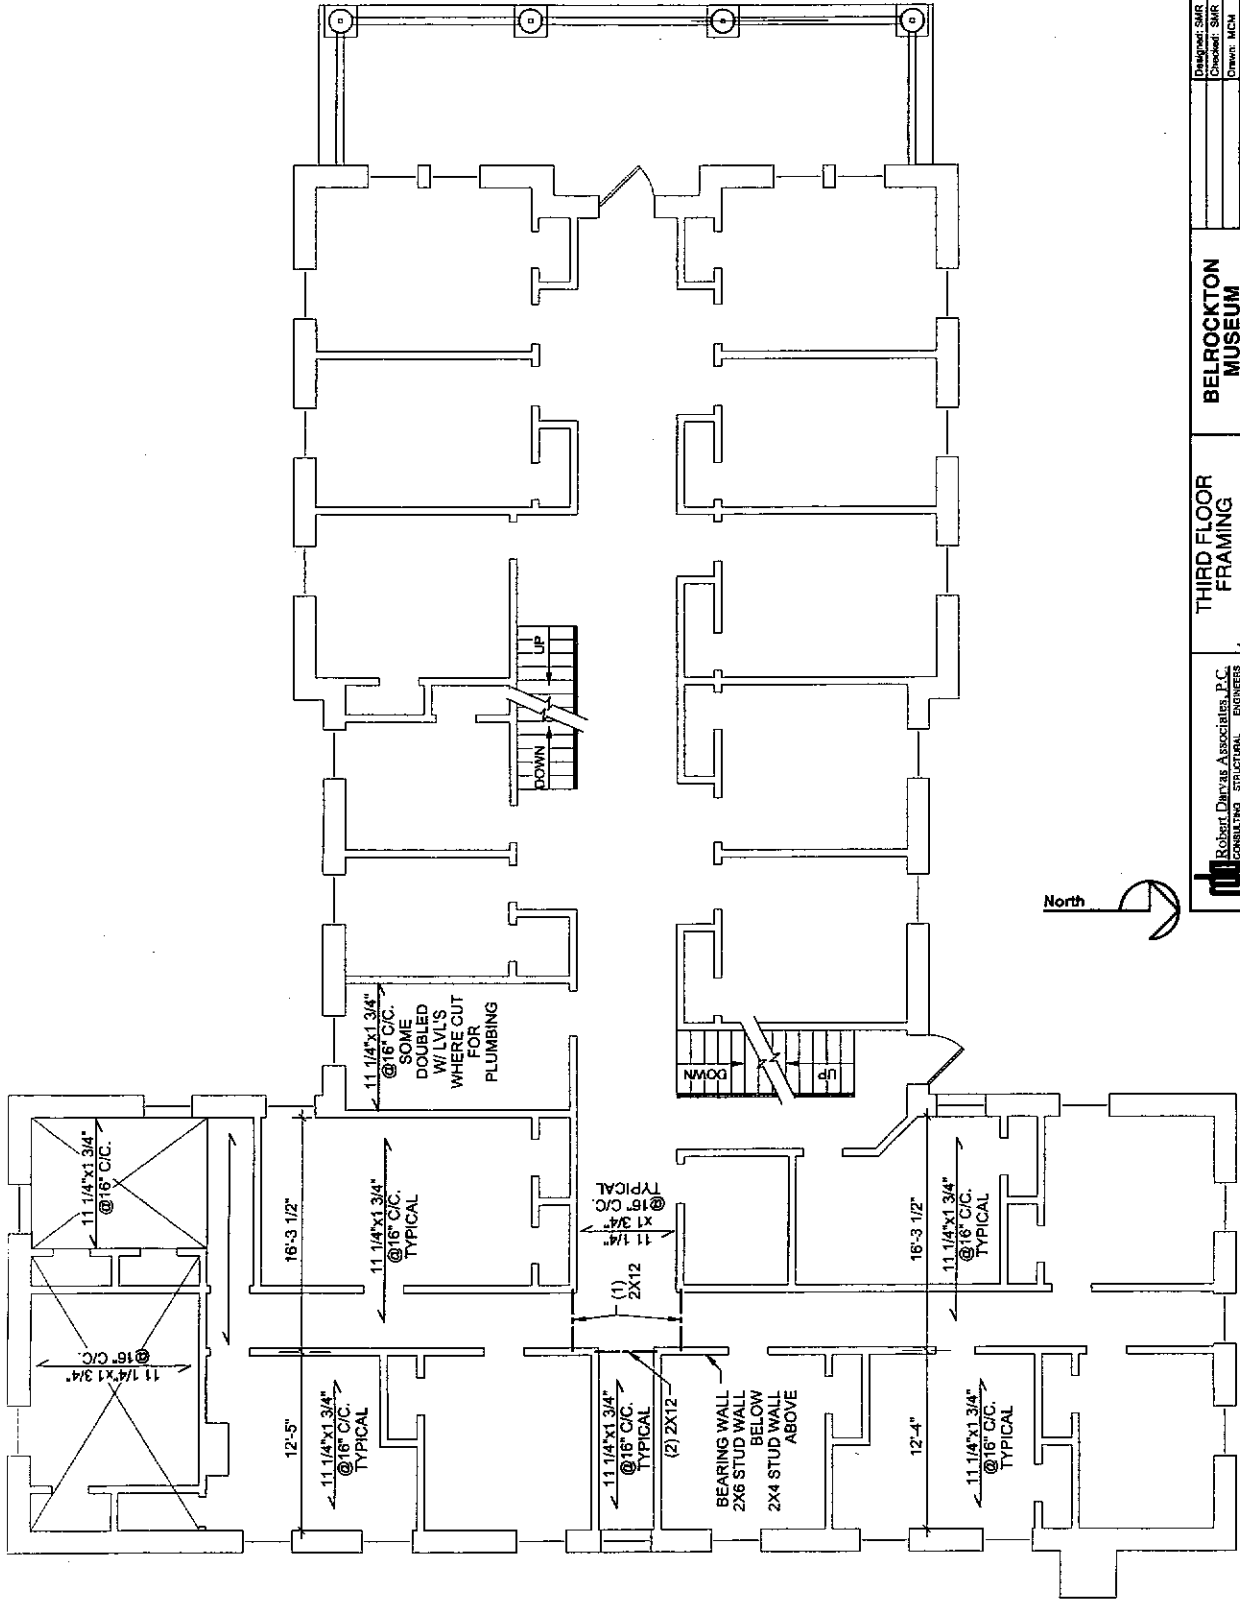 UP
DOWN
11 1/4"x1 3/4"
@16" C/C.
SOME
DOUBLED
W/ LVL'S
WHERE CUT
FOR
PLUMBING
DOWN
UP
11 1/4"x1 3/4"
@16" C/C.
11 1/4"x1 3/4"
@16" C/C.
16'-3 1/2"
11 1/4"x1 3/4"
@16" C/C.
TYPICAL
11 1/4"
x1 3/4"
@16" C/C.
TYPICAL
(1)
2X12
16'-3 1/2"
11 1/4"x1 3/4"
@16" C/C.
TYPICAL
12'-5"
11 1/4"x1 3/4"
@16" C/C.
TYPICAL
11 1/4"x1 3/4"
@16" C/C.
TYPICAL
(2) 2X12
BEARING WALL
2X6 STUD WALL
BELOW
2X4 STUD WALL
ABOVE
12'-4"
11 1/4"x1 3/4"
@16" C/C.
TYPICAL
North
Robert Darvas Associates, P.C.
CONSULTING STRUCTURAL ENGINEERS
THIRD FLOOR
FRAMING
BELROCKTON
MUSEUM
Designed: SMR
Checked: SMR
Drawn: MCM